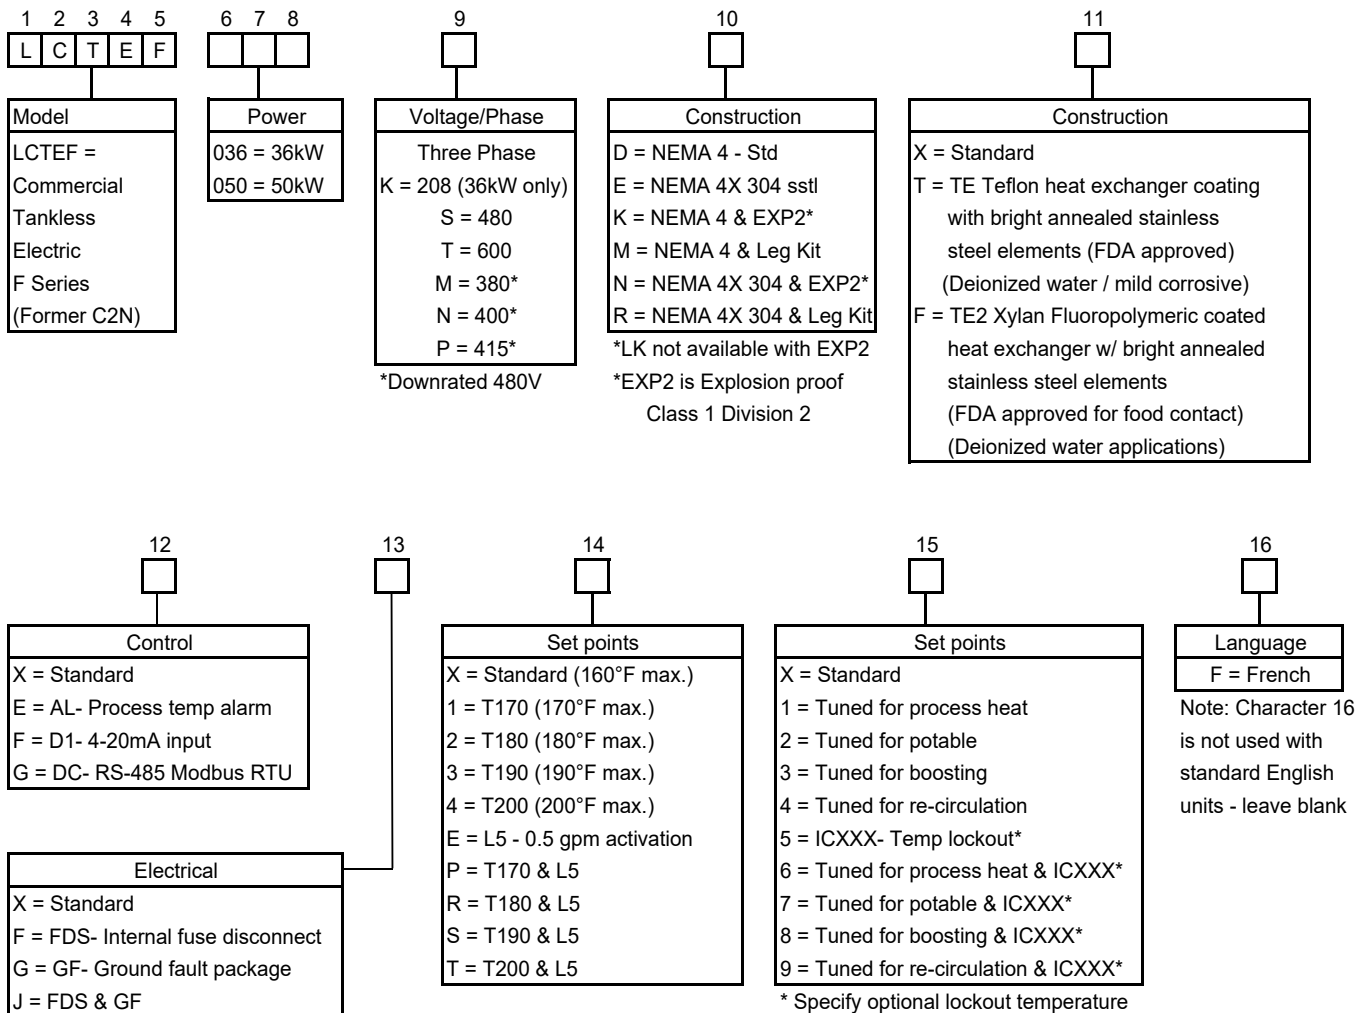 1 2 3 4 5 6 7 8 9 10 11
L C T E F
Model
LCTEF =
Commercial
Tankless
Electric
F Series
(Former C2N)
Power
036 = 36kW
050 = 50kW
Voltage/Phase
Three Phase
K = 208 (36kW only)
S = 480
T = 600
M = 380*
N = 400*
P = 415*
*Downrated 480V
Construction
D = NEMA 4 - Std
E = NEMA 4X 304 sstl
K = NEMA 4 & EXP2*
M = NEMA 4 & Leg Kit
N = NEMA 4X 304 & EXP2*
R = NEMA 4X 304 & Leg Kit
*LK not available with EXP2
*EXP2 is Explosion proof
Class 1 Division 2
Construction
X = Standard
T = TE Teflon heat exchanger coating
with bright annealed stainless
steel elements (FDA approved)
(Deionized water / mild corrosive)
F = TE2 Xylan Fluoropolymeric coated
heat exchanger w/ bright annealed
stainless steel elements
(FDA approved for food contact)
(Deionized water applications)
12 13 14 15 16
Control
X = Standard
E = AL- Process temp alarm
F = D1- 4-20mA input
G = DC- RS-485 Modbus RTU
Electrical
X = Standard
F = FDS- Internal fuse disconnect
G = GF- Ground fault package
J = FDS & GF
Set points
X = Standard (160°F max.)
1 = T170 (170°F max.)
2 = T180 (180°F max.)
3 = T190 (190°F max.)
4 = T200 (200°F max.)
E = L5 - 0.5 gpm activation
P = T170 & L5
R = T180 & L5
S = T190 & L5
T = T200 & L5
Set points
X = Standard
1 = Tuned for process heat
2 = Tuned for potable
3 = Tuned for boosting
4 = Tuned for re-circulation
5 = ICXXX- Temp lockout*
6 = Tuned for process heat & ICXXX*
7 = Tuned for potable & ICXXX*
8 = Tuned for boosting & ICXXX*
9 = Tuned for re-circulation & ICXXX*
* Specify optional lockout temperature
Language
F = French
Note: Character 16
is not used with
standard English
units - leave blank